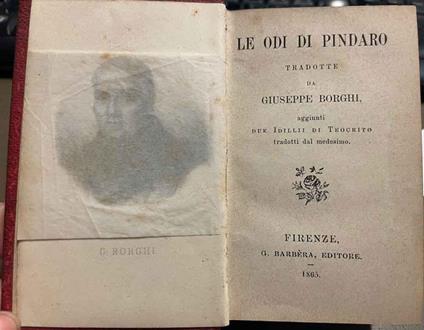 G. BORGHI
LE ODI DI PINDARO
TRADOTTE
DA
GIUSEPPE BORGHI,
aggiunti
DUE IDILLII DI TEOCRITO
tradotti dal medesimo.
FIRENZE,
G. BARBÈRA, EDITORE.
1865.